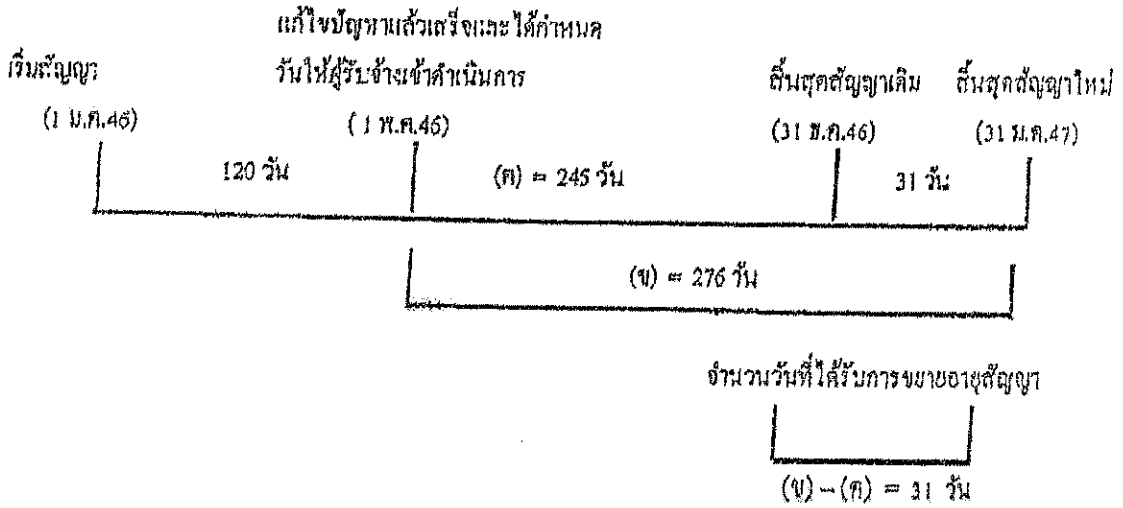 แก้ไขปัญหาแล้วเสร็จและได้กำหนด
วันให้ผู้รับจ้างเข้าดำเนินการ
เริ่มสัญญา
สิ้นสุดสัญญาเดิม
สิ้นสุดสัญญาใหม่
(1 ม.ค.46)
(1 พ.ค.46)
(31 ธ.ค.46)
(31 ม.ค.47)
120 วัน
(ค) = 245 วัน
31 วัน
(ข) = 276 วัน
จำนวนวันที่ได้รับการขยายอายุสัญญา
(ข) – (ค) = 31 วัน